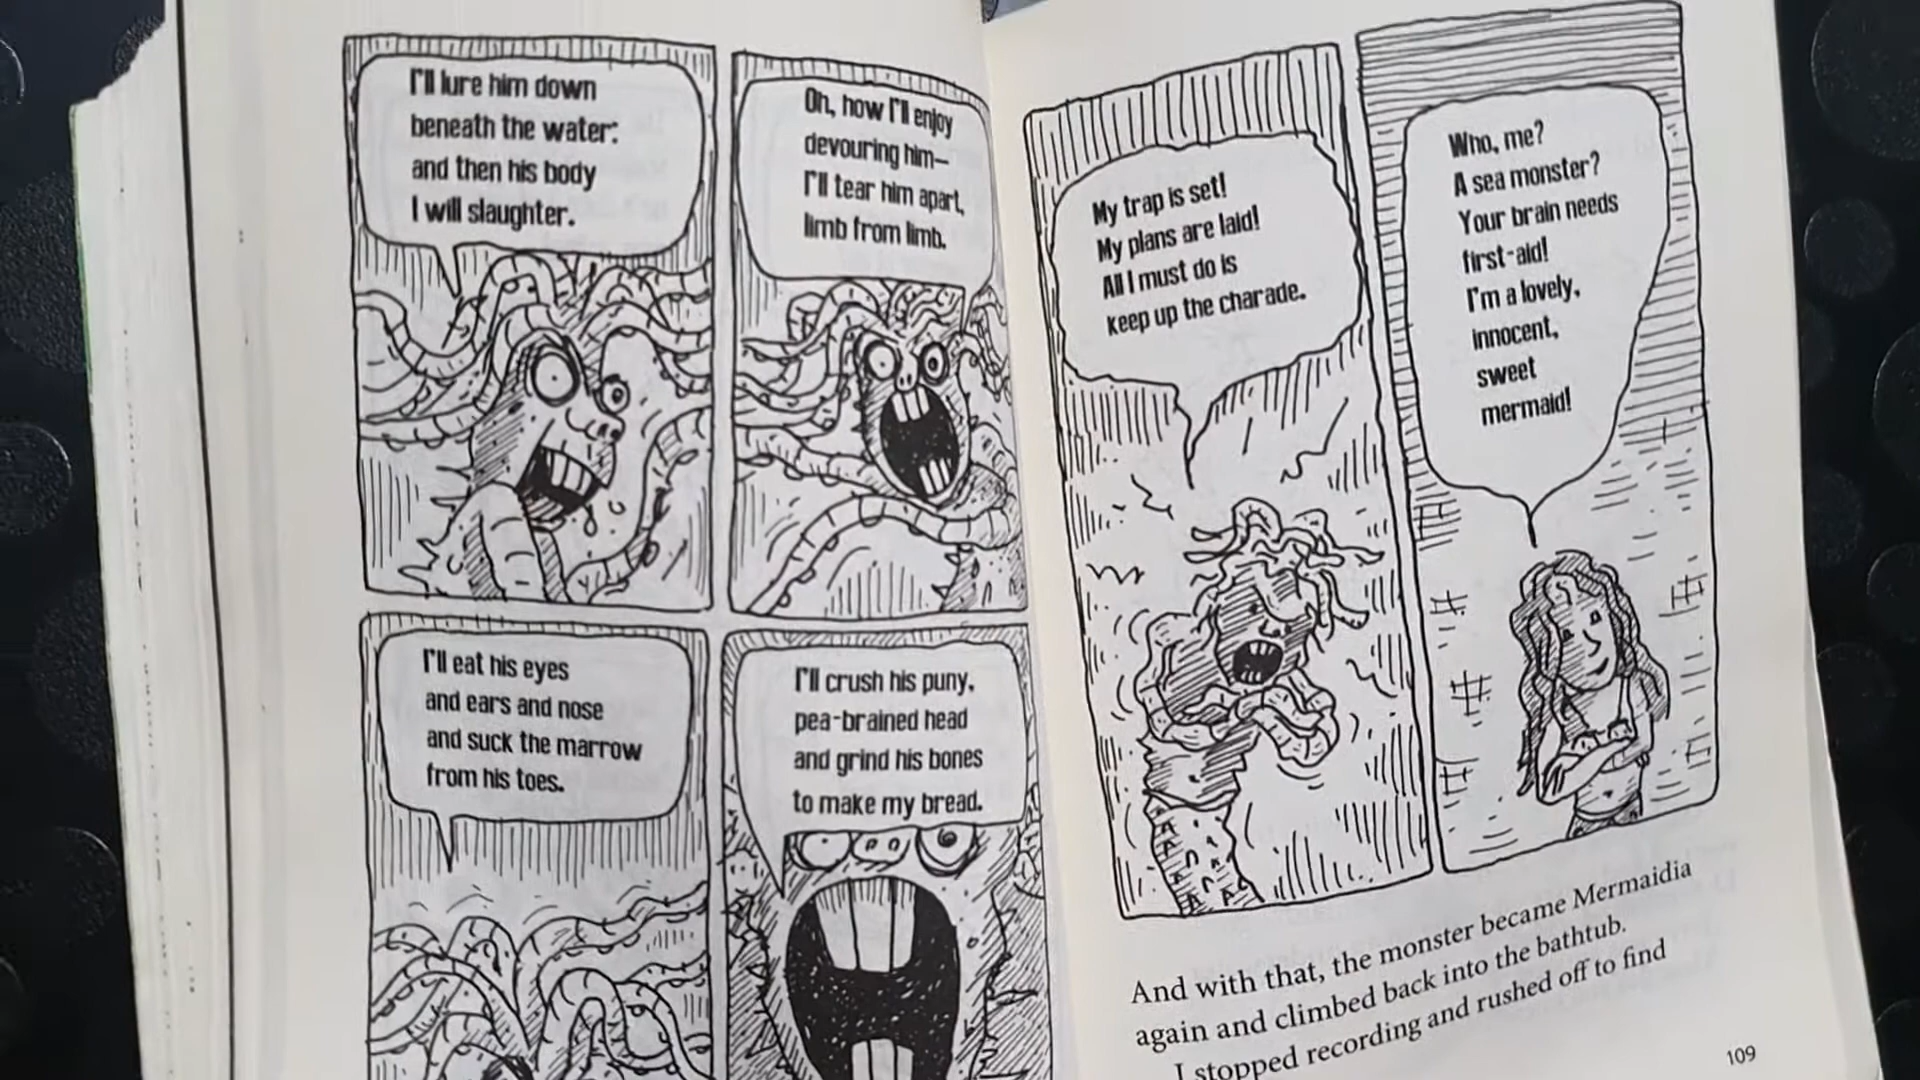 I'll lure him down
beneath the water:
and then his body
I will slaughter.
Oh, how I'll enjoy
devouring him—
I'll tear him apart,
limb from limb.
I'll eat his eyes
and ears and nose
and suck the marrow
from his toes.
I'll crush his puny,
pea-brained head
and grind his bones
to make my bread.
My trap is set!
My plans are laid!
All I must do is
keep up the charade.
Who, me?
A sea monster?
Your brain needs
first-aid!
I'm a lovely,
innocent,
sweet
mermaid!
And with that, the monster became Mermaidia
again and climbed back into the bathtub.
I stopped recording and rushed off to find
109